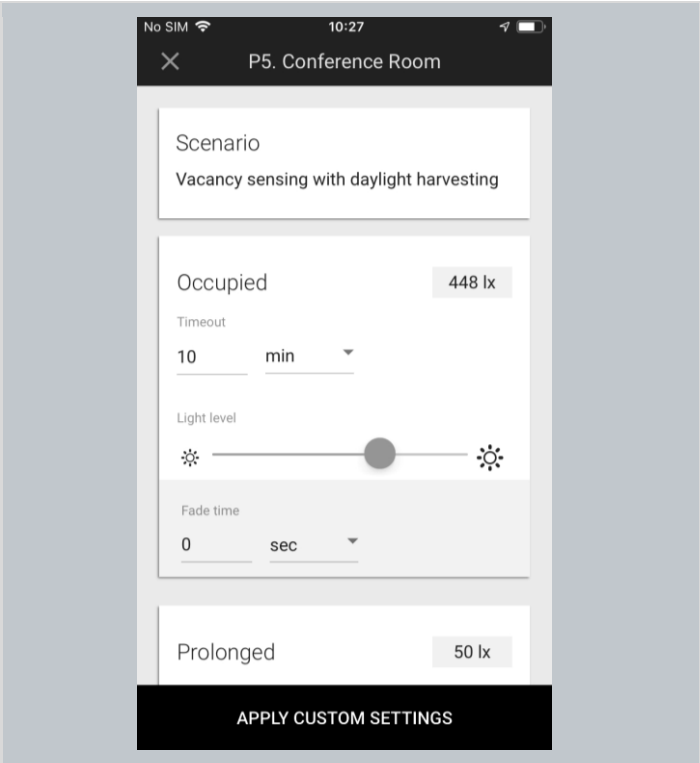 No SIM 10:27
P5. Conference Room
Scenario
Vacancy sensing with daylight harvesting
Occupied 448 lx
Timeout
10 min
Light level
Fade time
0 sec
Prolonged 50 lx
APPLY CUSTOM SETTINGS